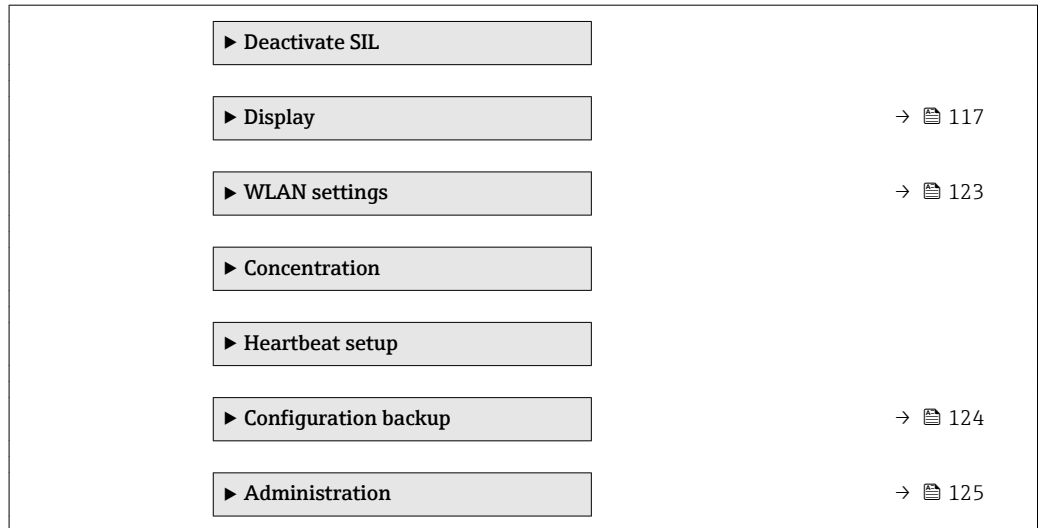 ▶ Deactivate SIL
▶ Display → 117
▶ WLAN settings → 123
▶ Concentration
▶ Heartbeat setup
▶ Configuration backup → 124
▶ Administration → 125